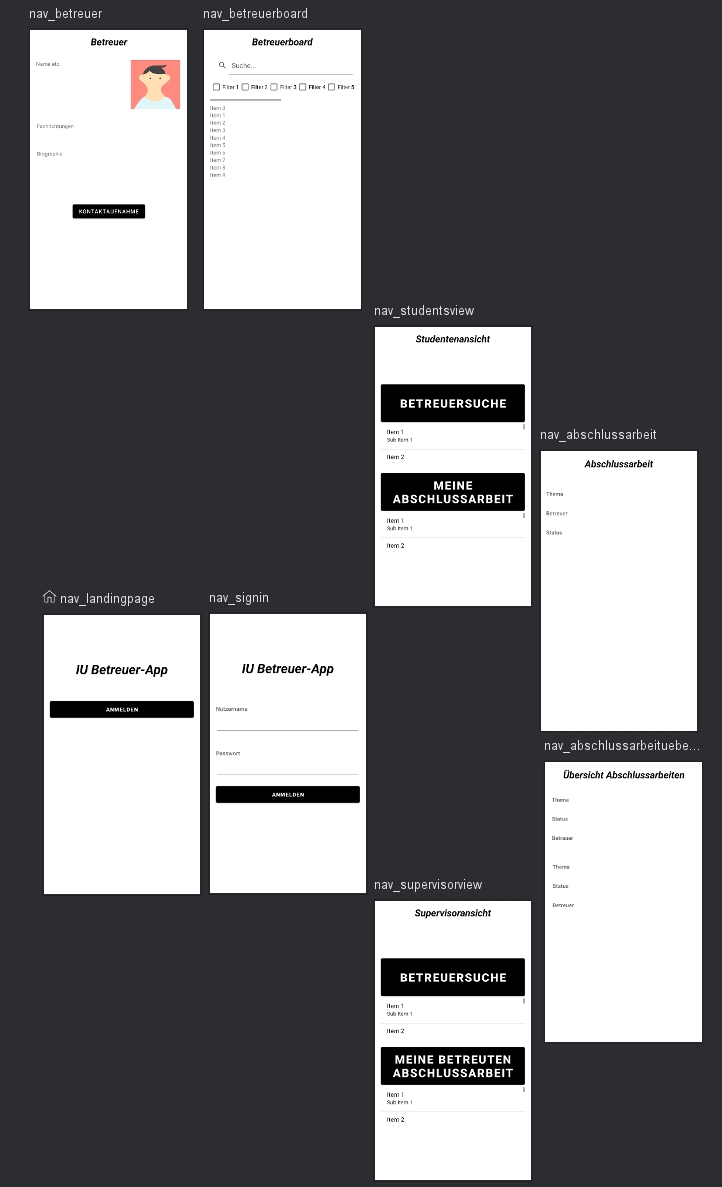 nav_betreuer
Betreuer
Name etc.
Fachrichtungen
Biographie
KONTAKTAUFNAHME
nav_betreuerboard
Betreuerboard
Suche...
Filter 1 Filter 2 Filter 3 Filter 4 Filter 5
Item 0
Item 1
Item 2
Item 3
Item 4
Item 5
Item 6
Item 7
Item 8
Item 9
nav_studentsview
Studentenansicht
BETREUERSUCHE
Item 1
Sub Item 1
Item 2
MEINE
ABSCHLUSSARBEIT
Item 1
Sub Item 1
Item 2
nav_abschlussarbeit
Abschlussarbeit
Thema
Betreuer
Status
nav_landingpage
IU Betreuer-App
ANMELDEN
nav_signin
IU Betreuer-App
Nutzername
Passwort
ANMELDEN
nav_abschlussarbeituebe...
Übersicht Abschlussarbeiten
Thema
Status
Betreuer
Thema
Status
Betreuer
nav_supervisorview
Supervisoransicht
BETREUERSUCHE
Item 1
Sub Item 1
Item 2
MEINE BETREUTEN
ABSCHLUSSARBEIT
Item 1
Sub Item 1
Item 2